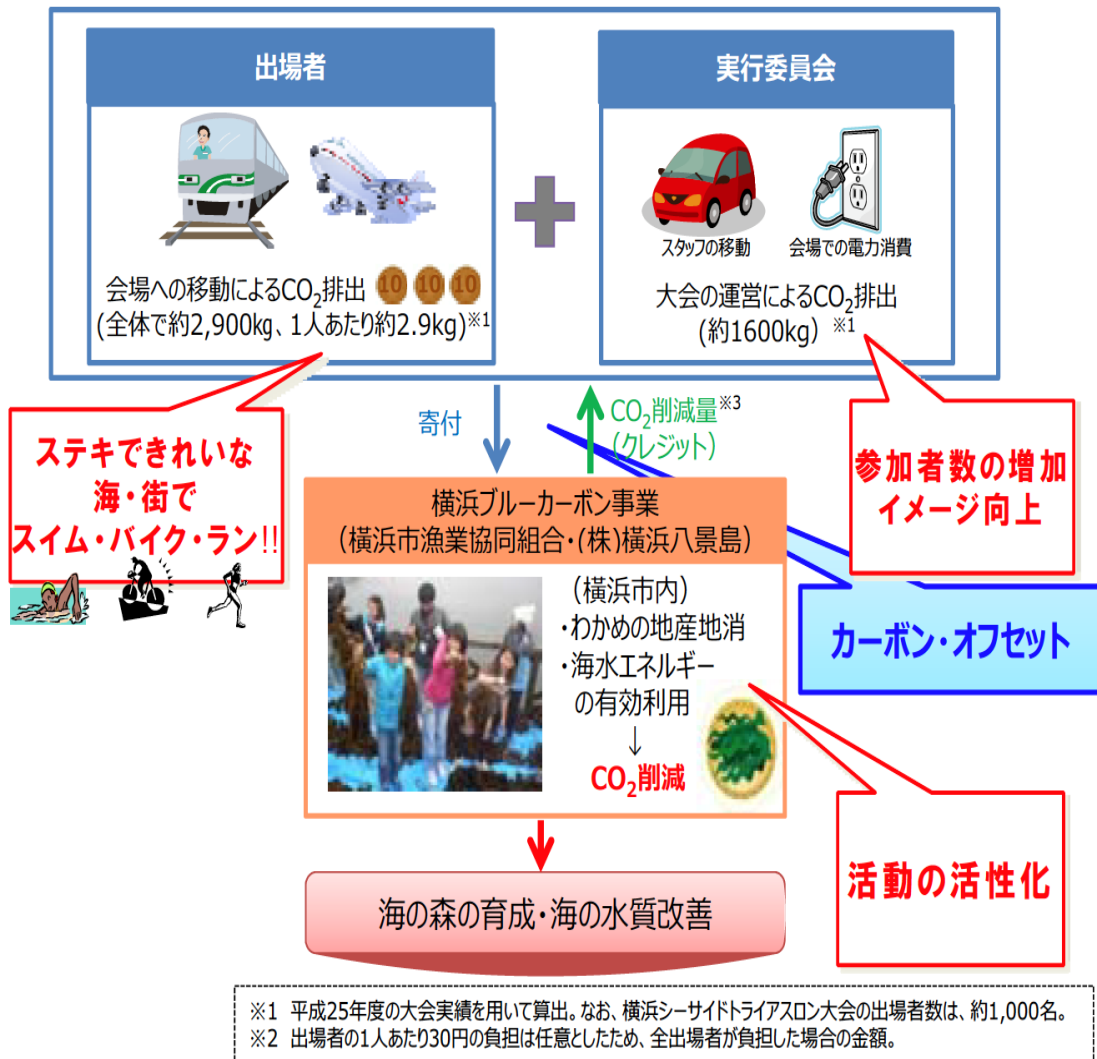 出場者
会場への移動によるCO₂排出 10 10 10
(全体で約2,900kg、1人あたり約2.9kg)※1
実行委員会
スタッフの移動
会場での電力消費
大会の運営によるCO₂排出
(約1600kg) ※1
ステキできれいな
海・街で
スイム・バイク・ラン!!
寄付
CO₂削減量※3
(クレジット)
参加者数の増加
イメージ向上
横浜ブルーカーボン事業
(横浜市漁業協同組合・(株)横浜八景島)
(横浜市内)
・わかめの地産地消
・海水エネルギー
の有効利用
↓
CO₂削減
カーボン・オフセット
活動の活性化
海の森の育成・海の水質改善
※1 平成25年度の大会実績を用いて算出。なお、横浜シーサイドトライアスロン大会の出場者数は、約1,000名。
※2 出場者の1人あたり30円の負担は任意としたため、全出場者が負担した場合の金額。